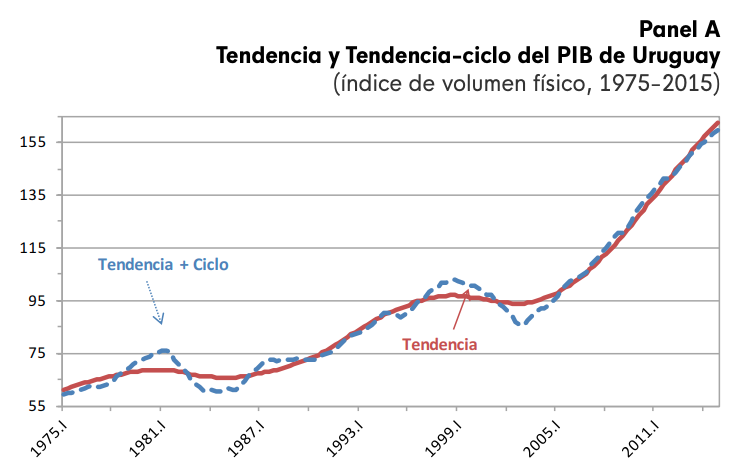 Panel A
Tendencia y Tendencia-ciclo del PIB de Uruguay
(índice de volumen físico, 1975-2015)
155
135
115
95
75
55
Tendencia + Ciclo
Tendencia
1975.I
1981.I
1987.I
1993.I
1999.I
2005.I
2011.I